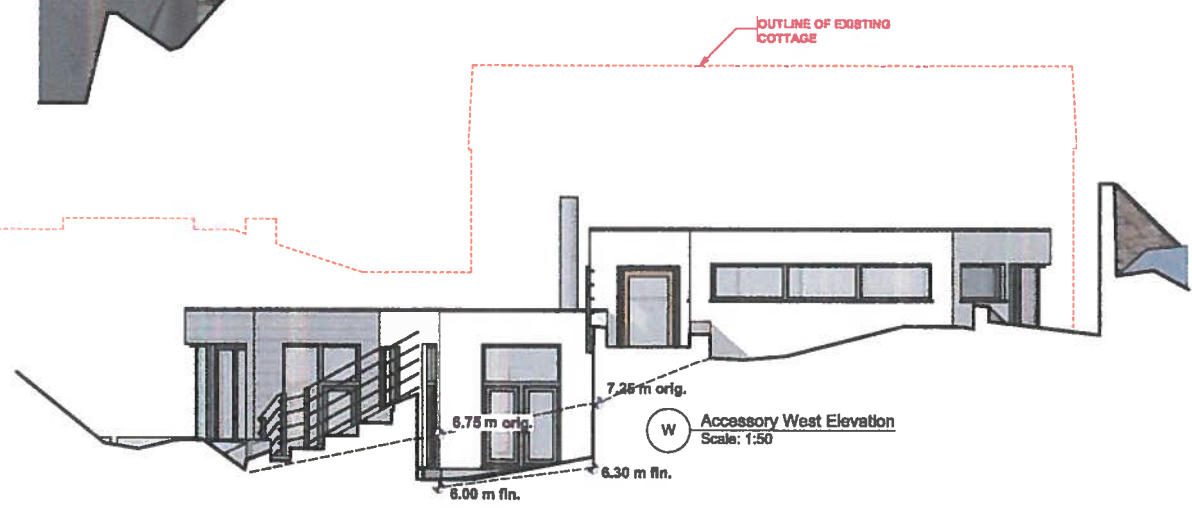 OUTLINE OF EXISTING
COTTAGE
7.25 m orig.
6.75 m orig.
W
Accessory West Elevation
Scale: 1:50
6.30 m fin.
6.00 m fin.